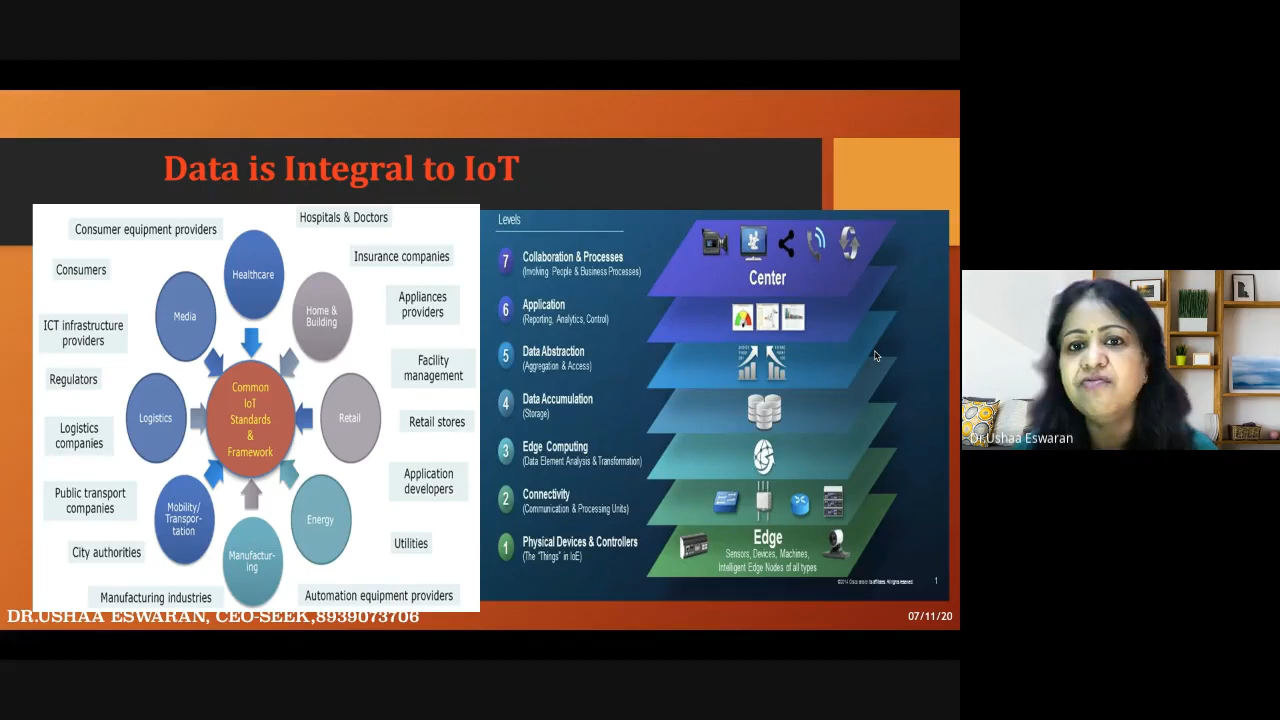 Data is Integral to IoT
Hospitals & Doctors
Consumer equipment providers
Insurance companies
Consumers
Healthcare
Appliances
providers
Media
Home &
Building
ICT infrastructure
providers
Facility
management
Regulators
Common
IoT
Standards
&
Framework
Logistics
Retail
Retail stores
Logistics
companies
Application
developers
Public transport
companies
Mobility/
Transpor-
tation
Energy
City authorities
Utilities
Manufactur-
ing
Manufacturing industries
Automation equipment providers
Levels
7
Collaboration & Processes
(Involving People & Business Processes)
6
Application
(Reporting, Analytics, Control)
5
Data Abstraction
(Aggregation & Access)
4
Data Accumulation
(Storage)
3
Edge Computing
(Data Element Analysis & Transformation)
2
Connectivity
(Communication & Processing Units)
1
Physical Devices & Controllers
(The "Things" in IoE)
Center
Edge
Sensors, Devices, Machines,
Intelligent Edge Nodes of all types
1
DR.USHAA ESWARAN, CEO-SEEK,8939073706
07/11/20
Dr.Ushaa Eswaran